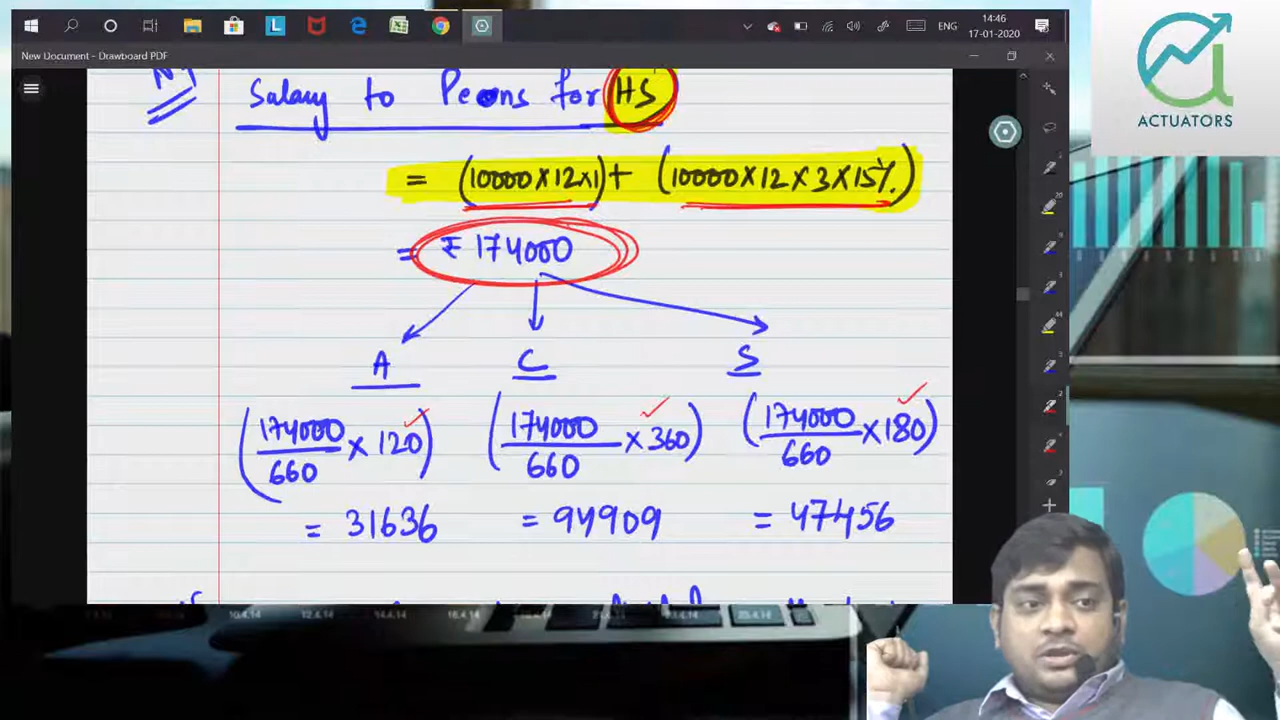 14:46
ENG
17-01-2020
New Document - Drawboard PDF
ACTUATORS
Salary to Peons for HS
= (10000×12×1) + (10000×12×3×15%)
= ₹ 174000
A C S
(174000/660 × 120) (174000/660 × 360) (174000/660 × 180)
= 31636 = 94909 = 47456